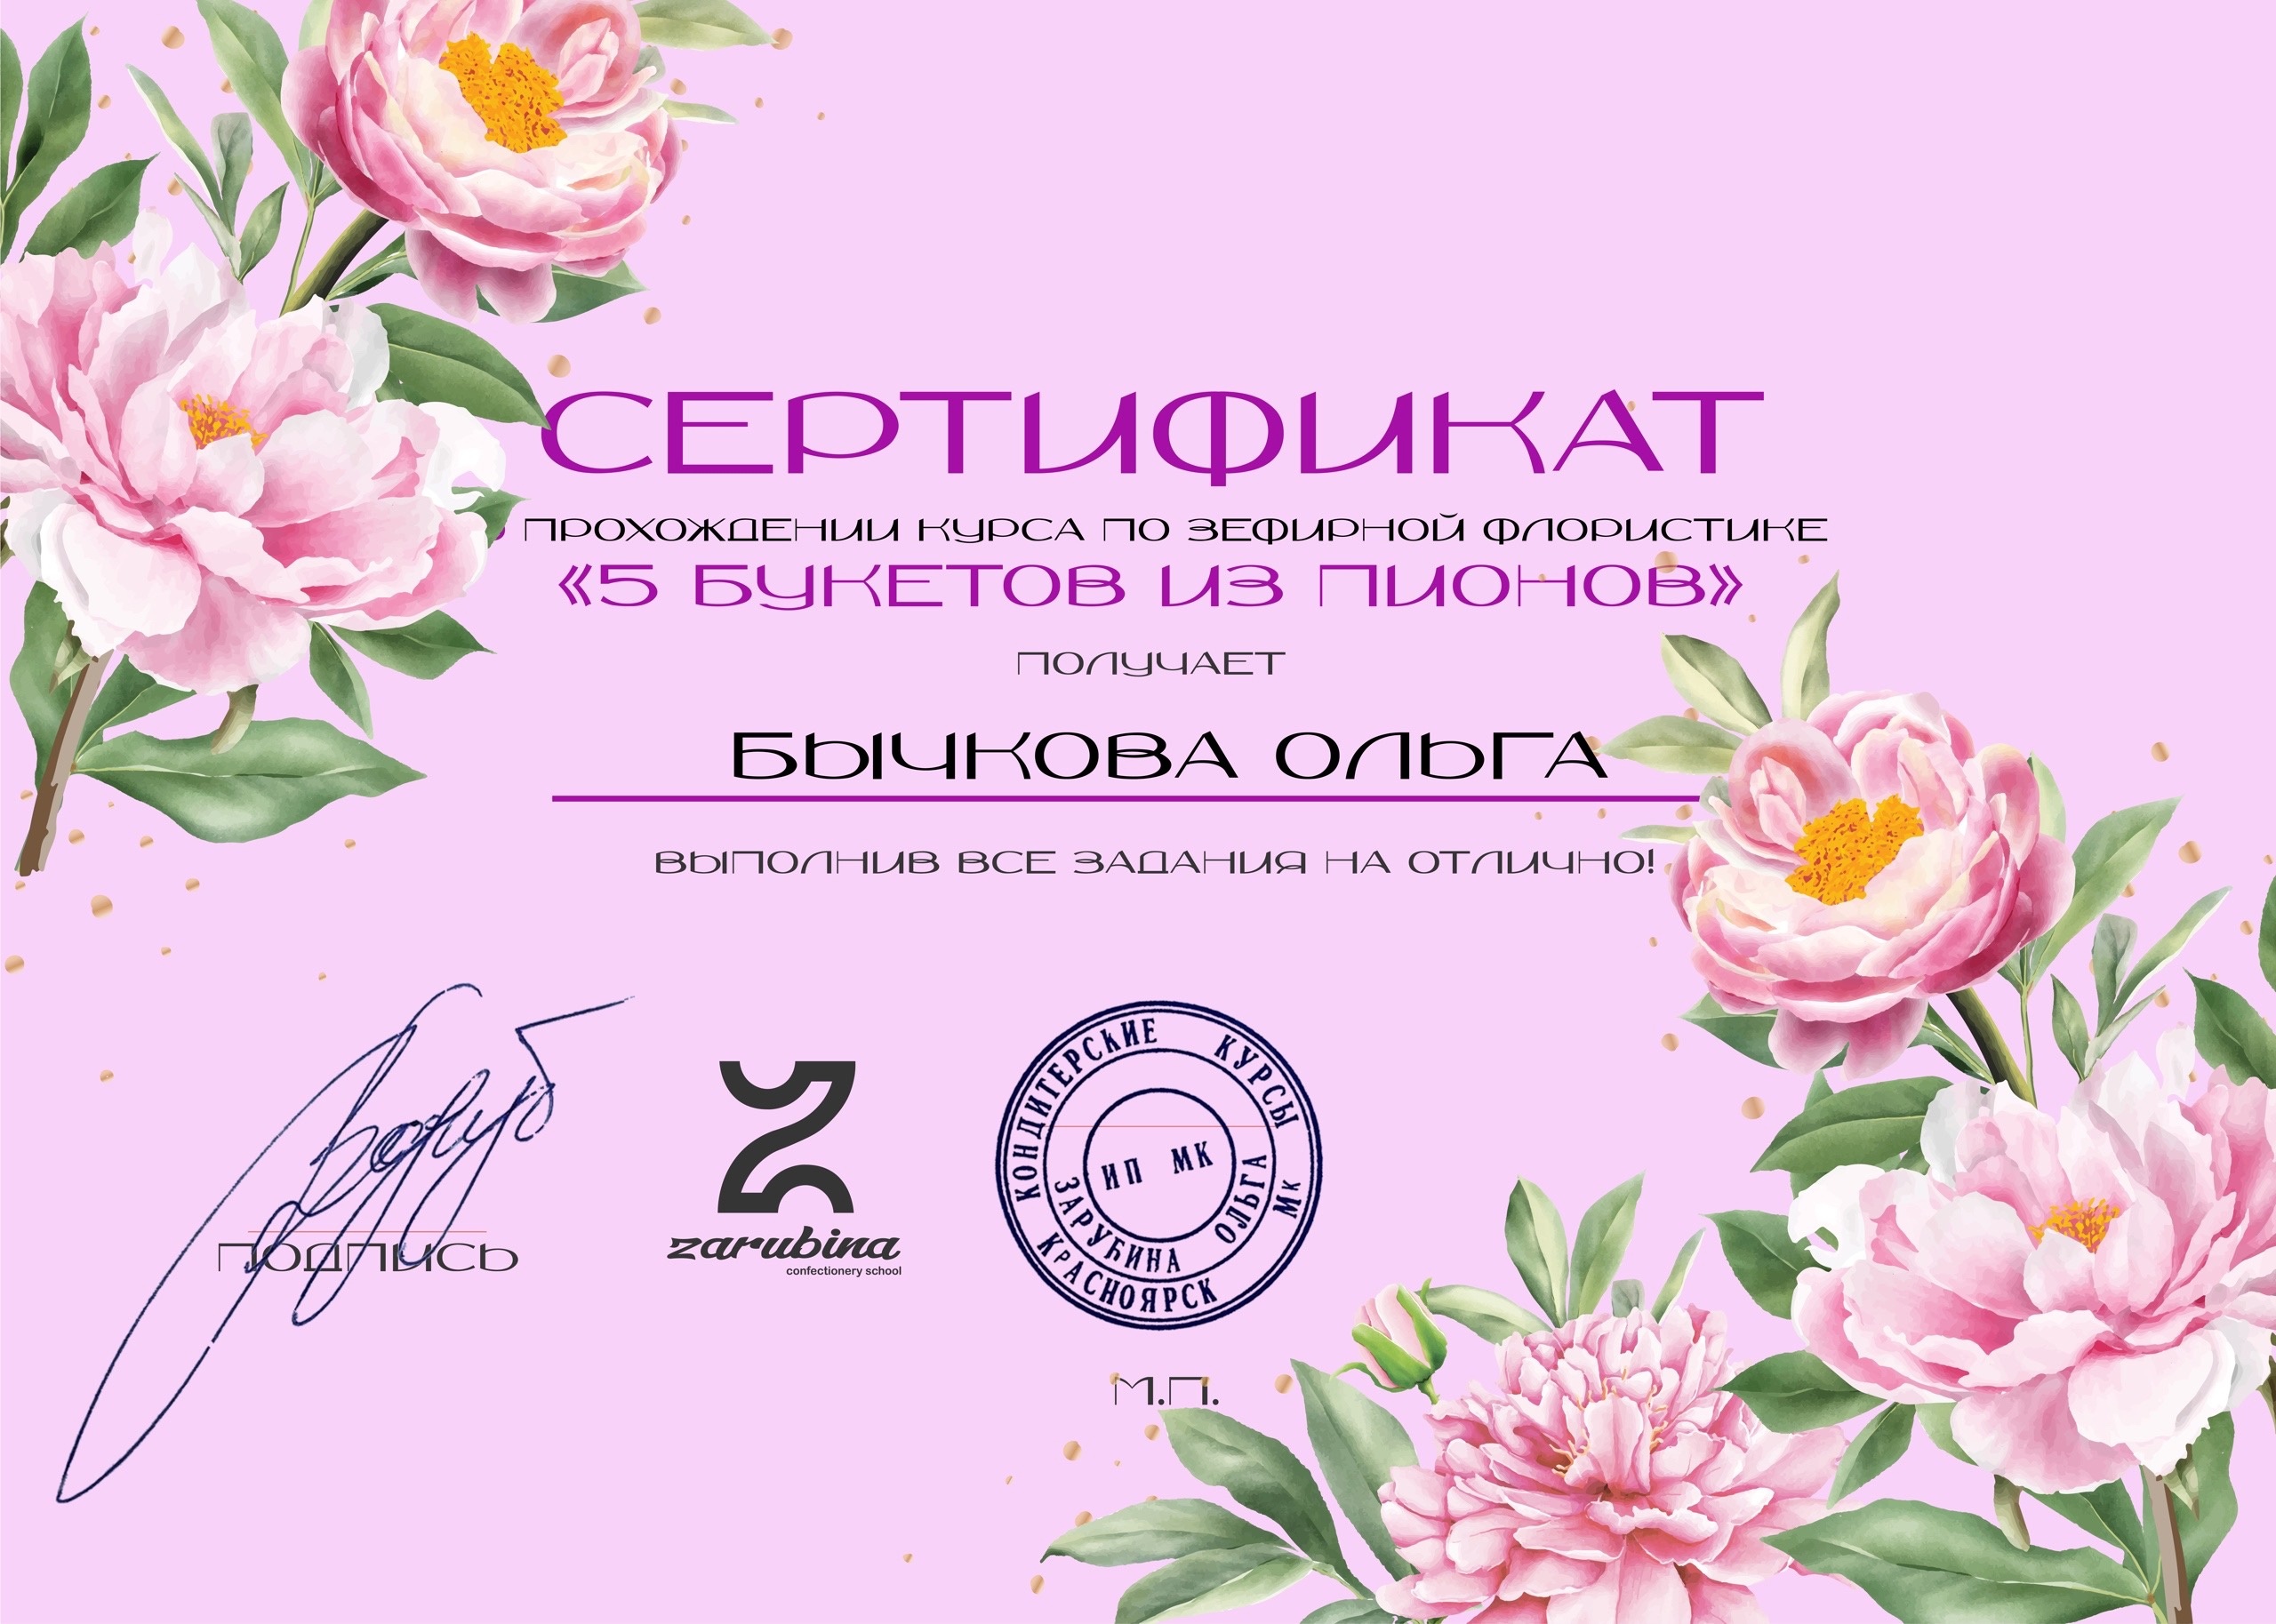 СЕРТИФИКАТ
О ПРОХОЖДЕНИИ КУРСА ПО ЗЕФИРНОЙ ФЛОРИСТИКЕ
«5 БУКЕТОВ ИЗ ПИОНОВ»
ПОЛУЧАЕТ
БЫЧКОВА ОЛЬГА
ВЫПОЛНИВ ВСЕ ЗАДАНИЯ НА ОТЛИЧНО!
ПОДПИСЬ
zarubina
confectionery school
КОНДИТЕРСКИЕ КУРСЫ МК КРАСНОЯРСК
ЗАРУБИНА ОЛЬГА
ИП МК
М.П.